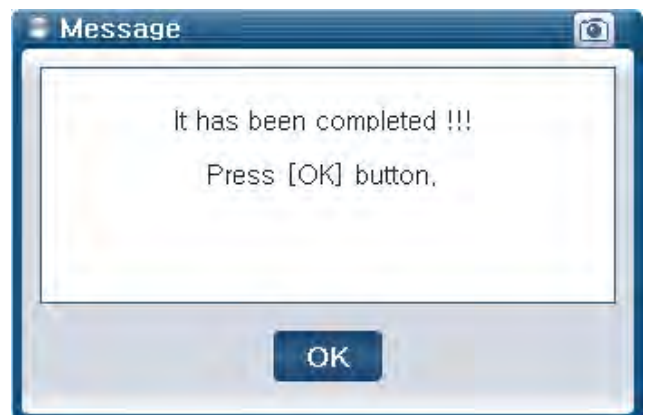 Message
It has been completed !!!
Press [OK] button,
OK